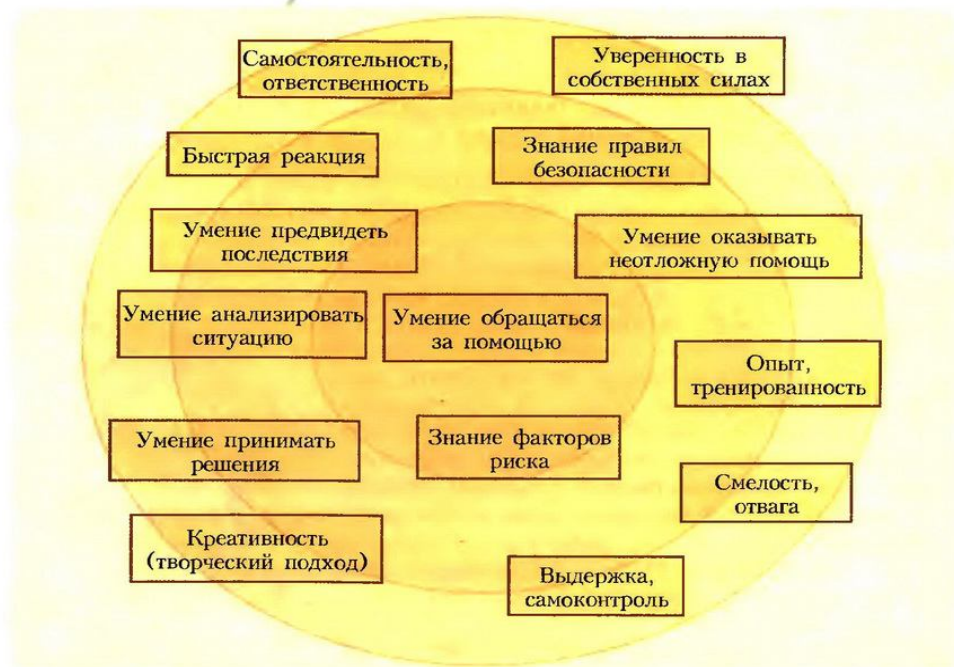 Самостоятельность,
ответственность
Уверенность в
собственных силах
Быстрая реакция
Знание правил
безопасности
Умение предвидеть
последствия
Умение оказывать
неотложную помощь
Умение анализировать
ситуацию
Умение обращаться
за помощью
Опыт,
тренированность
Умение принимать
решения
Знание факторов
риска
Смелость,
отвага
Креативность
(творческий подход)
Выдержка,
самоконтроль